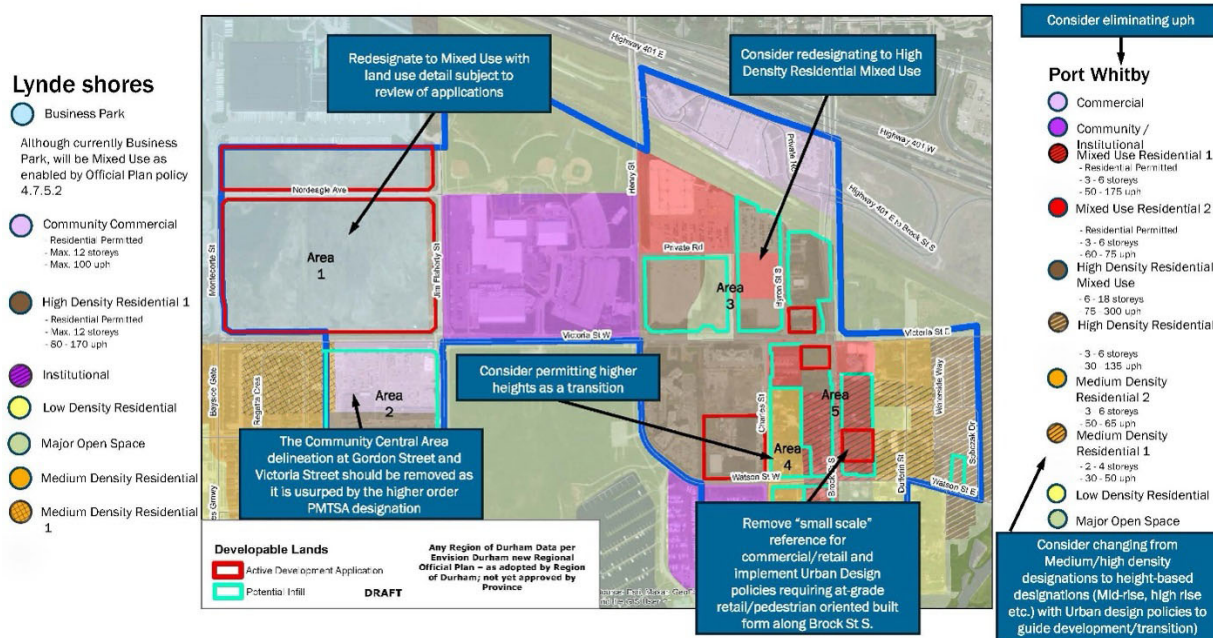 Consider eliminating uph
Redesignate to Mixed Use with
land use detail subject to
review of applications
Consider redesignating to High
Density Residential Mixed Use
Lynde shores
Business Park
Although currently Business
Park, will be Mixed Use as
enabled by Official Plan policy
4.7.5.2
Community Commercial
- Residential Permitted
- Max. 12 storeys
- Max. 100 uph
High Density Residential 1
- Residential Permitted
- Max. 12 storeys
- 80 - 170 uph
Institutional
Low Density Residential
Major Open Space
Medium Density Residential
Medium Density Residential
1
Highway 401 E
Highway 401 W
Highway 401 E to Brock St S
Private Rd
Henry St
Nordeagle Ave
Montecorte St
Jim Flaherty St
Area
1
Private Rd
Area
3
Byron St S
Victoria St W
Victoria St E
Bayside Gate
Regatta Cres
Area
2
Consider permitting higher
heights as a transition
Charles St
Area
4
Area
5
Watson St W
Brock St S
Dufferin St
Waterside Way
Subczak Dr
Watson St E
The Community Central Area
delineation at Gordon Street and
Victoria Street should be removed as
it is usurped by the higher order
PMTSA designation
Remove "small scale"
reference for
commercial/retail and
implement Urban Design
policies requiring at-grade
retail/pedestrian oriented built
form along Brock St S.
Developable Lands
Active Development Application
Potential Infill
DRAFT
Any Region of Durham Data per
Envision Durham new Regional
Official Plan – as adopted by Region
of Durham; not yet approved by
Province
Port Whitby
Commercial
Community /
Institutional
Mixed Use Residential 1
- Residential Permitted
- 3 - 6 storeys
- 50 - 175 uph
Mixed Use Residential 2
- Residential Permitted
- 3 - 6 storeys
- 60 - 75 uph
High Density Residential
Mixed Use
- 6 - 18 storeys
75 - 300 uph
High Density Residential
- 3 - 6 storeys
30 135 uph
Medium Density
Residential 2
3 6 storeys
- 50 - 65 uph
Medium Density
Residential 1
- 2 - 4 storeys
- 30 - 50 uph
Low Density Residential
Major Open Space
Consider changing from
Medium/high density
designations to height-based
designations (Mid-rise, high rise
etc.) with Urban design policies to
guide development/transition)